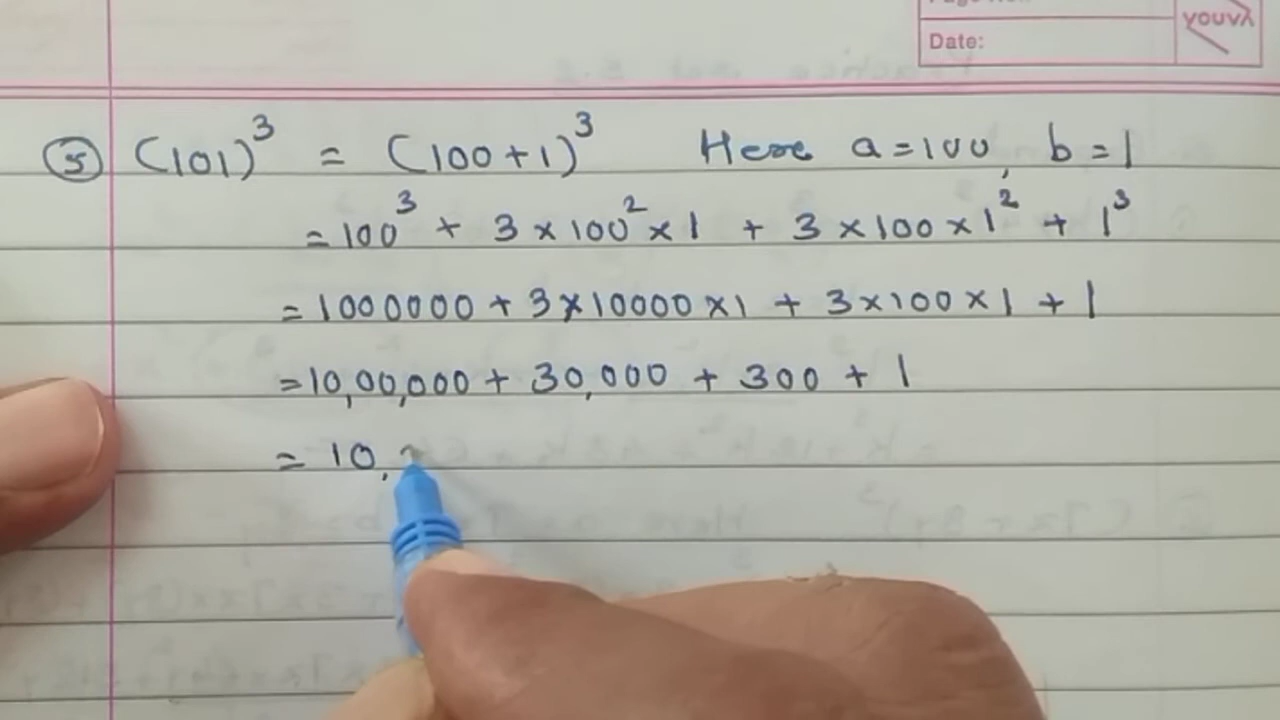 youva
Date:
⑤ (101)³ = (100+1)³ Here a=100, b=1
=100³ + 3×100²×1 + 3×100×1² + 1³
=1000000 + 3×10000×1 + 3×100×1 + 1
=10,00,000 + 30,000 + 300 + 1
= 10,